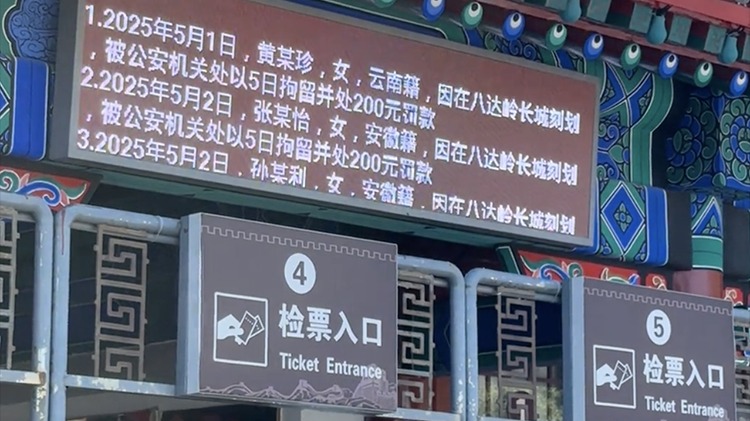 1.2025年5月1日，黄某珍，女，云南籍，因在八达岭长城刻划
，被公安机关处以5日拘留并处200元罚款
2.2025年5月2日，张某怡，女，安徽籍，因在八达岭长城刻划
，被公安机关处以5日拘留并处200元罚款
3.2025年5月2日，孙某利，女，安徽籍，因在八达岭长城刻划
4
检票入口
Ticket Entrance
5
检票入口
Ticket Entrance